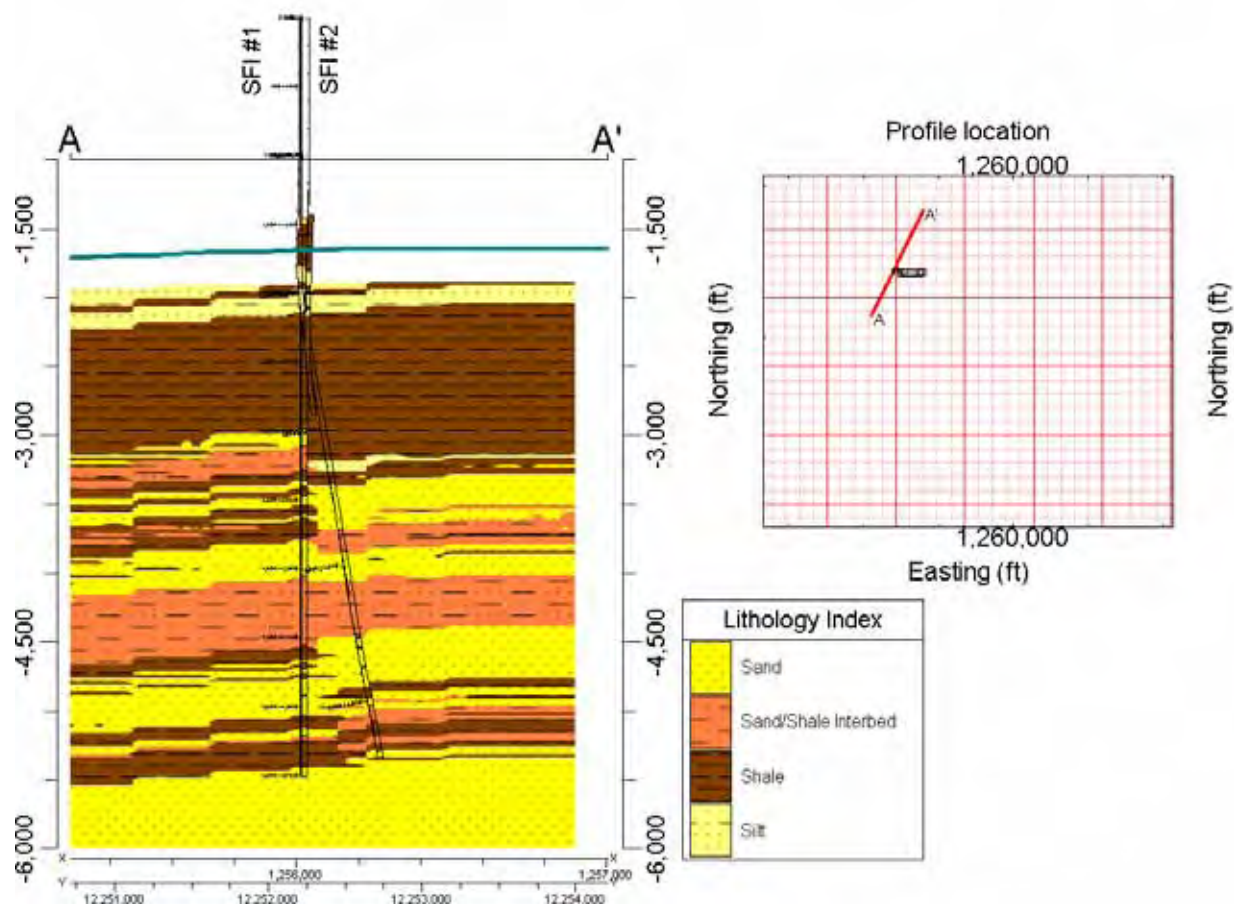 SFI #1
SFI #2
A
A'
-1,500
-3,000
-4,500
-6,000
-1,500
-3,000
-4,500
-6,000
X
X
1,256,000
1,257,000
Y
Y
12,251,000
12,252,000
12,253,000
12,254,000
Profile location
1,260,000
A'
A
Northing (ft)
Northing (ft)
1,260,000
Easting (ft)
Lithology Index
Sand
Sand/Shale Interbed
Shale
Silt